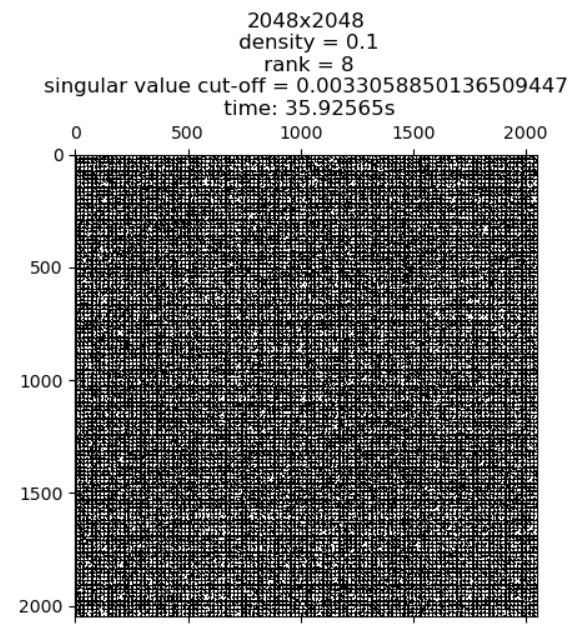 2048x2048
density = 0.1
rank = 8
singular value cut-off = 0.0033058850136509447
time: 35.92565s
0 500 1000 1500 2000
0
500
1000
1500
2000